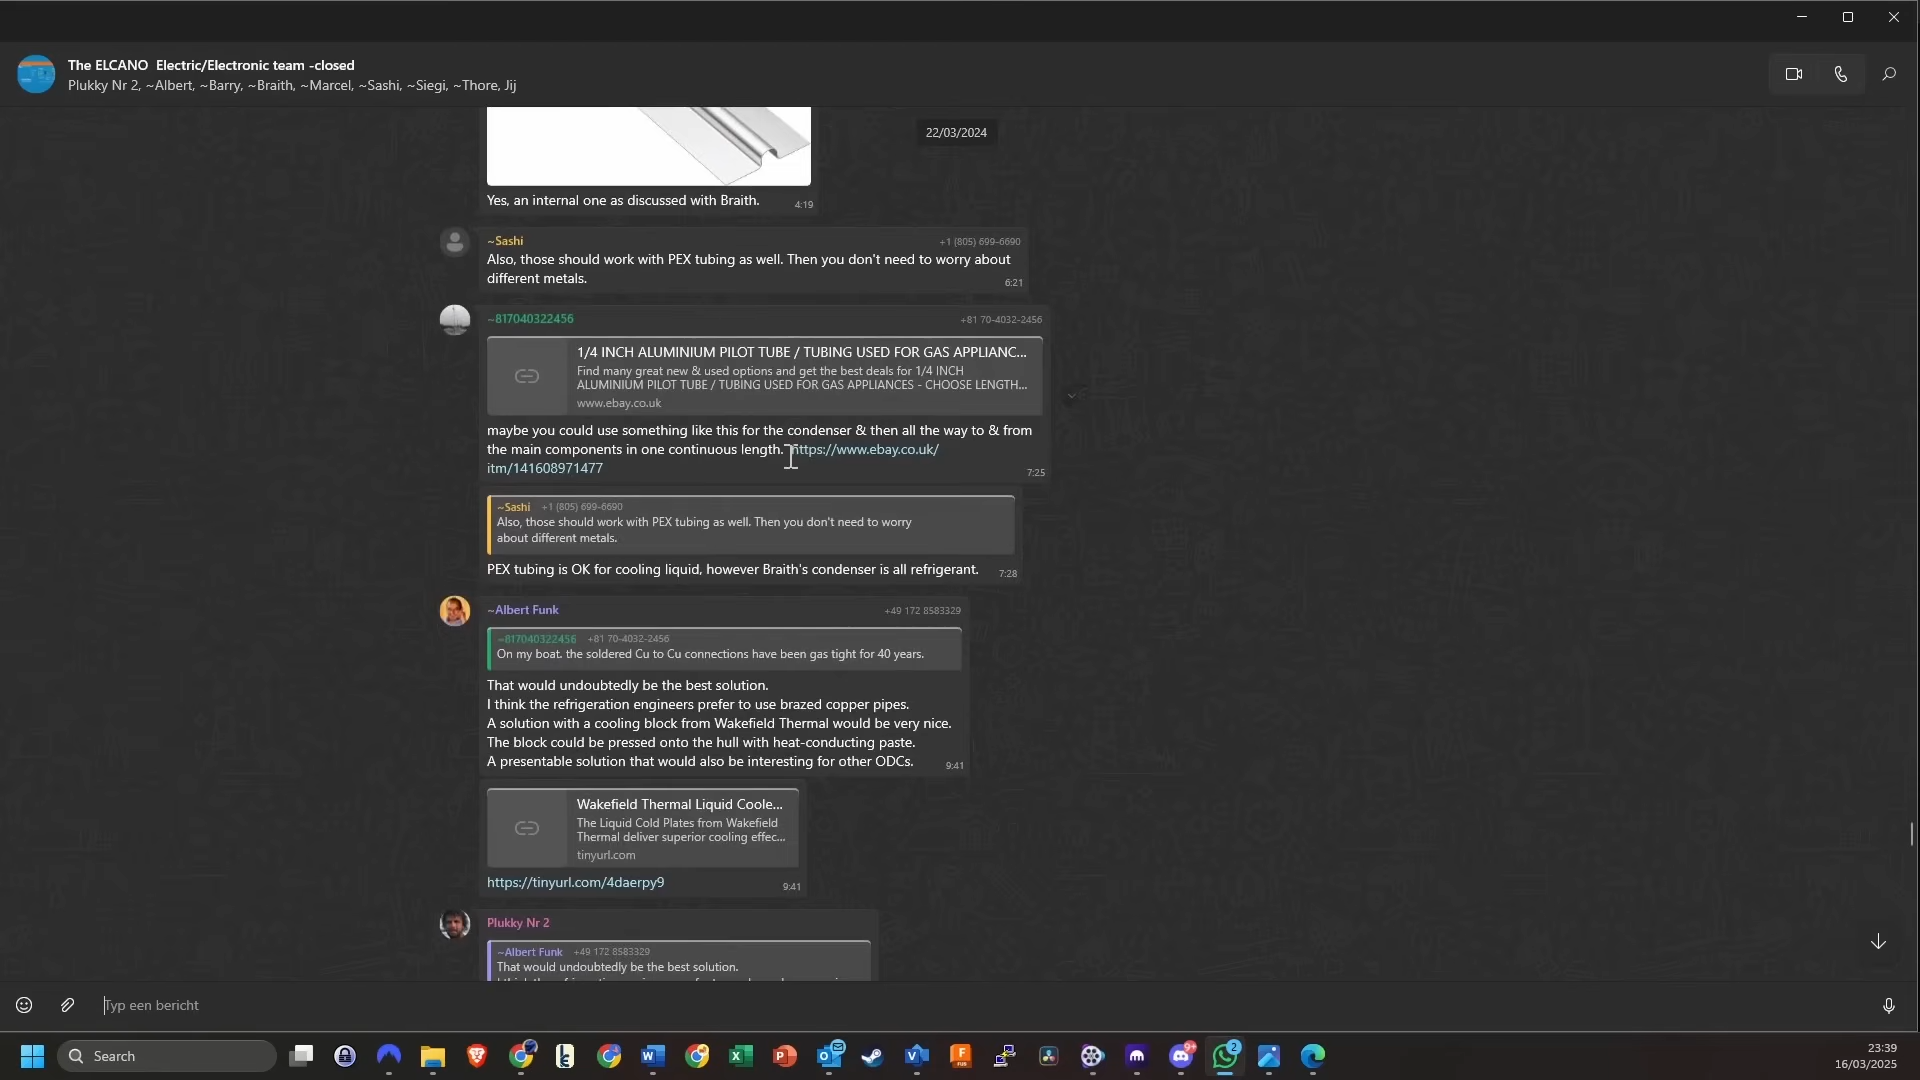 The ELCANO Electric/Electronic team -closed
Plukky Nr 2, ~Albert, ~Barry, ~Braith, ~Marcel, ~Sashi, ~Siegi, ~Thore, Jij
22/03/2024
Yes, an internal one as discussed with Braith.
4:19
~Sashi
+1 (805) 699-6690
Also, those should work with PEX tubing as well. Then you don't need to worry about
different metals.
6:21
~817040322456
+81 70-4032-2456
1/4 INCH ALUMINIUM PILOT TUBE / TUBING USED FOR GAS APPLIANC...
Find many great new & used options and get the best deals for 1/4 INCH
ALUMINIUM PILOT TUBE / TUBING USED FOR GAS APPLIANCES - CHOOSE LENGTH...
www.ebay.co.uk
maybe you could use something like this for the condenser & then all the way to & from
the main components in one continuous length. https://www.ebay.co.uk/
itm/141608971477
7:25
~Sashi +1 (805) 699-6690
Also, those should work with PEX tubing as well. Then you don't need to worry
about different metals.
PEX tubing is OK for cooling liquid, however Braith's condenser is all refrigerant.
7:28
~Albert Funk
+49 172 8583329
~817040322456 +81 70-4032-2456
On my boat. the soldered Cu to Cu connections have been gas tight for 40 years.
That would undoubtedly be the best solution.
I think the refrigeration engineers prefer to use brazed copper pipes.
A solution with a cooling block from Wakefield Thermal would be very nice.
The block could be pressed onto the hull with heat-conducting paste.
A presentable solution that would also be interesting for other ODCs.
9:41
Wakefield Thermal Liquid Coole...
The Liquid Cold Plates from Wakefield
Thermal deliver superior cooling effec...
tinyurl.com
https://tinyurl.com/4daerpy9
9:41
Plukky Nr 2
~Albert Funk +49 172 8583329
That would undoubtedly be the best solution.
Typ een bericht
Search
23:39
16/03/2025